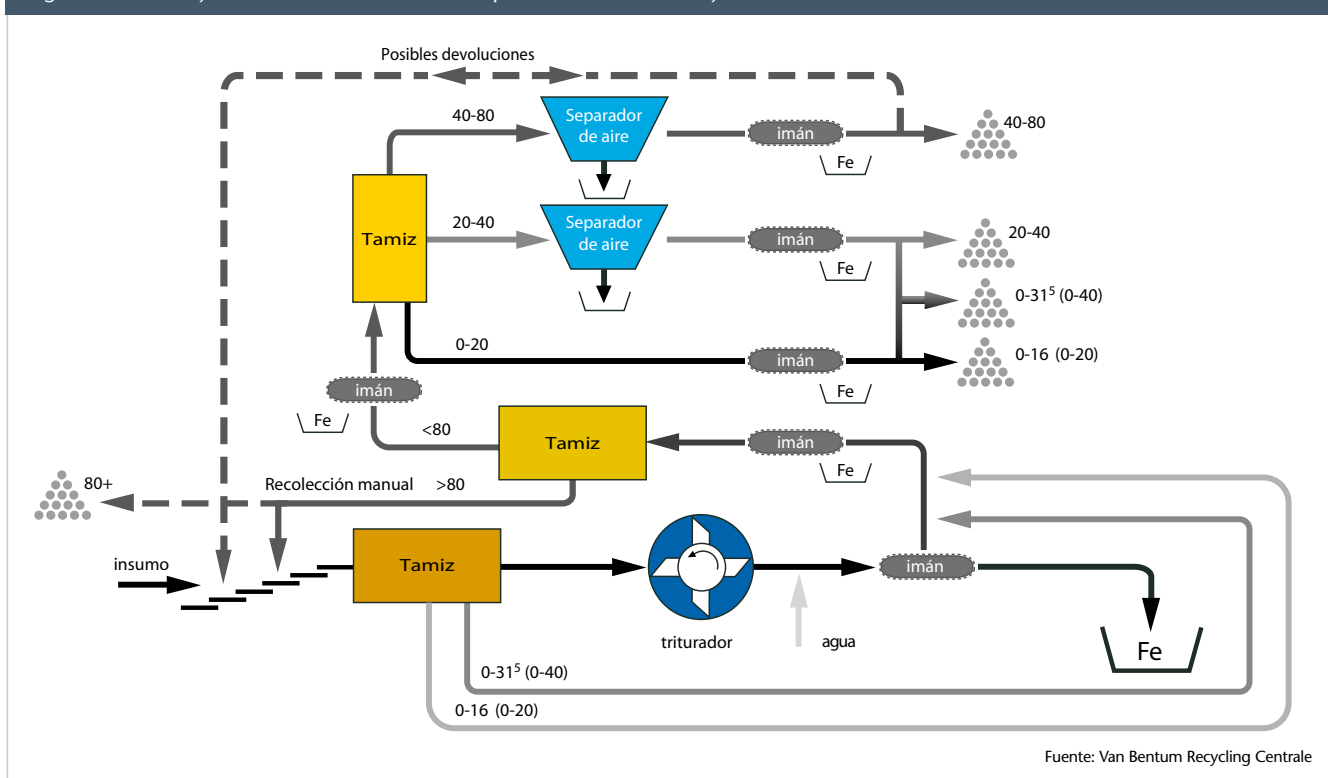 Posibles devoluciones
40-80
Separador
de aire
imán
Fe
40-80
20-40
Separador
de aire
imán
Fe
20-40
Tamiz
0-31⁵ (0-40)
0-20
imán
Fe
0-16 (0-20)
imán
Fe
<80
Tamiz
imán
Fe
80+
Recolección manual >80
insumo
Tamiz
triturador
agua
imán
Fe
0-31⁵ (0-40)
0-16 (0-20)
Fuente: Van Bentum Recycling Centrale